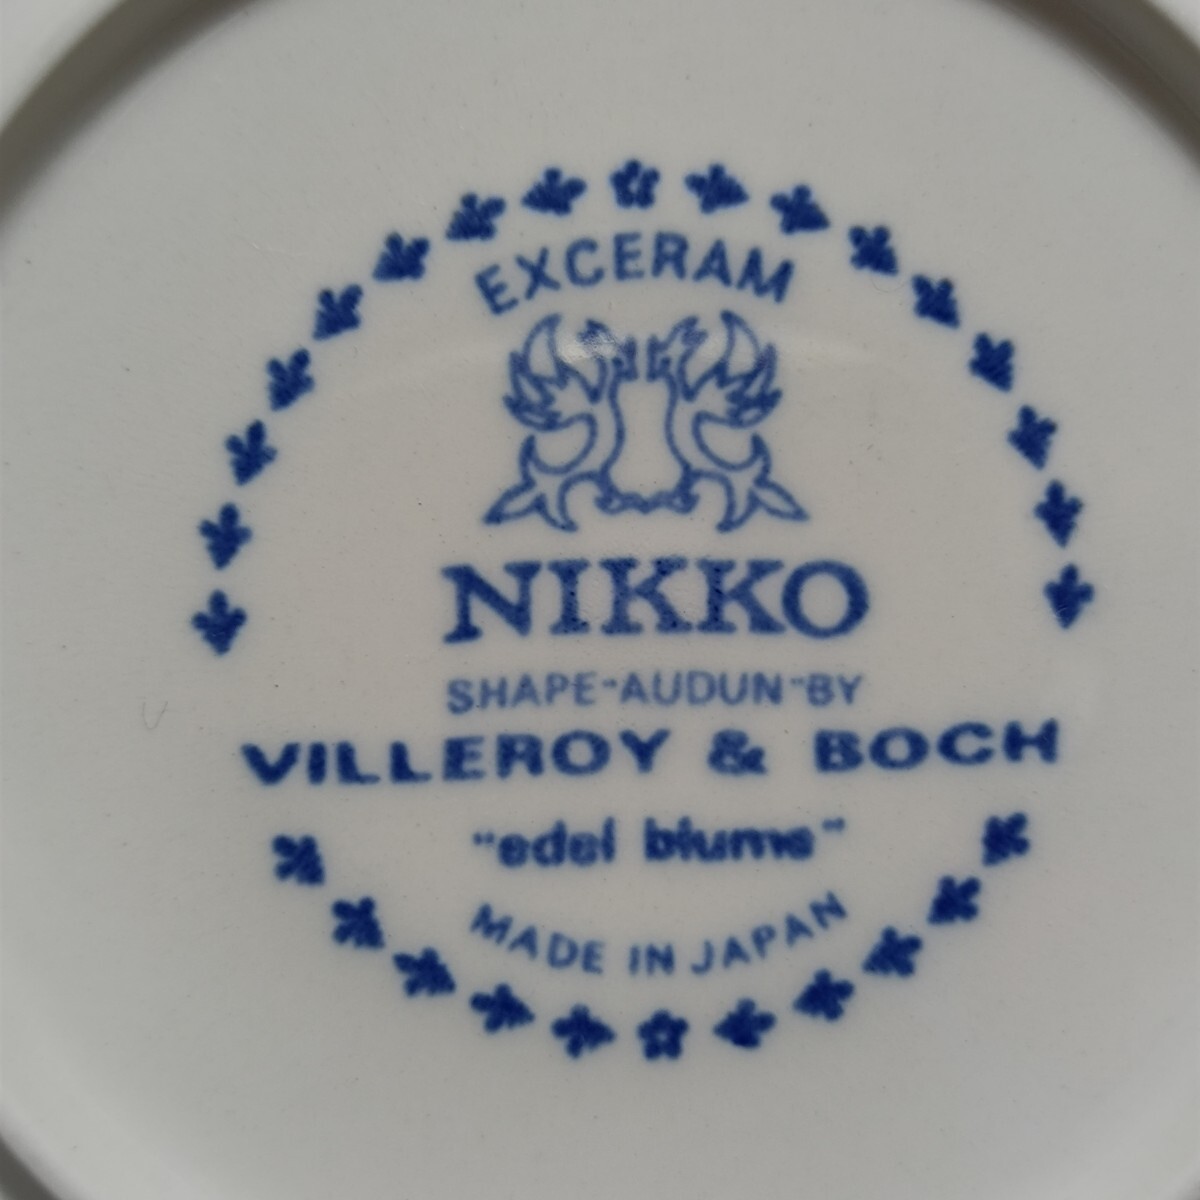 EXCERAM
NIKKO
SHAPE "AUDUN" BY
VILLEROY & BOCH
"edel blume"
MADE IN JAPAN